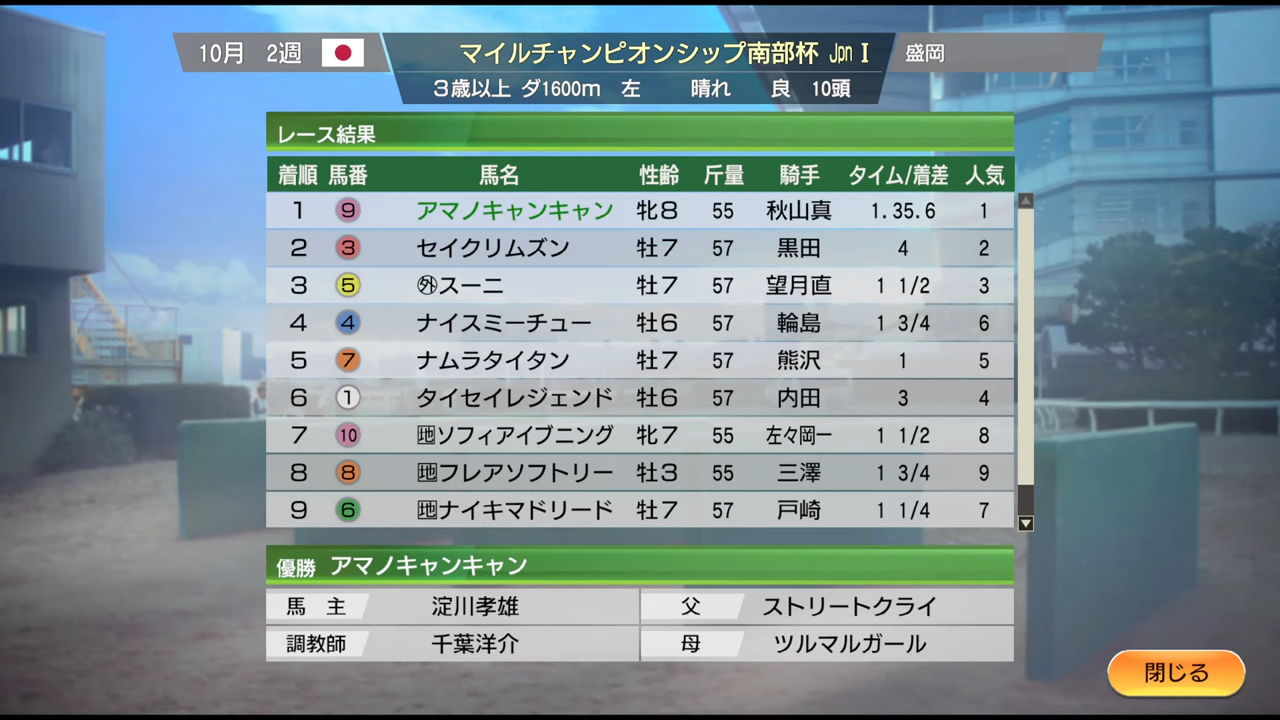 10月 2週 マイルチャンピオンシップ南部杯 JpnⅠ 盛岡
3歳以上 ダ1600m 左 晴れ 良 10頭
レース結果
着順 馬番 馬名 性齢 斤量 騎手 タイム/着差 人気
1 9 アマノキャンキャン 牝8 55 秋山真 1.35.6 1
2 3 セイクリムズン 牡7 57 黒田 4 2
3 5 外スーニ 牡7 57 望月直 1 1/2 3
4 4 ナイスミーチュー 牡6 57 輪島 1 3/4 6
5 7 ナムラタイタン 牡7 57 熊沢 1 5
6 1 タイセイレジェンド 牡6 57 内田 3 4
7 10 地ソフィアイブニング 牝7 55 左々岡一 1 1/2 8
8 8 地フレアソフトリー 牡3 55 三澤 1 3/4 9
9 6 地ナイキマドリード 牡7 57 戸崎 1 1/4 7
優勝 アマノキャンキャン
馬主 淀川孝雄 父 ストリートクライ
調教師 千葉洋介 母 ツルマルガール
閉じる